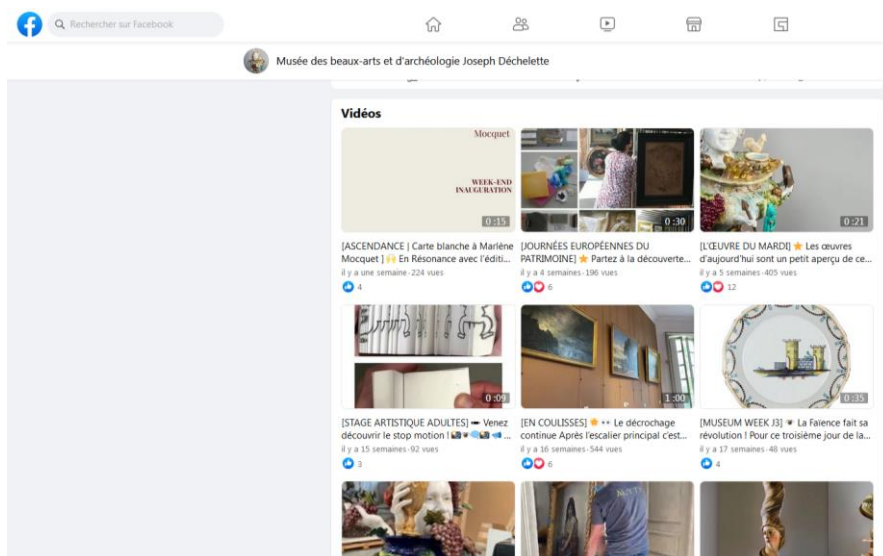 Rechercher sur Facebook
Musée des beaux-arts et d'archéologie Joseph Déchelette
Vidéos
Mocquet
WEEK-END
INAUGURATION
0:15
0:30
0:21
[ASCENDANCE | Carte blanche à Marlène
Mocquet ] 🙌 En Résonance avec l'éditi...
il y a une semaine · 224 vues
4
[JOURNÉES EUROPÉENNES DU
PATRIMOINE] ⭐ Partez à la découverte...
il y a 4 semaines · 196 vues
6
[L'ŒUVRE DU MARDI] ⭐ Les œuvres
d'aujourd'hui sont un petit aperçu de ce...
il y a 5 semaines · 405 vues
12
0:09
1:00
0:35
[STAGE ARTISTIQUE ADULTES] ✒ Venez
découvrir le stop motion ! ...
il y a 15 semaines · 92 vues
3
[EN COULISSES] ⭐ 👀 Le décrochage
continue Après l'escalier principal c'est...
il y a 16 semaines · 544 vues
6
[MUSEUM WEEK J3] La Faïence fait sa
révolution ! Pour ce troisième jour de la...
il y a 17 semaines · 48 vues
4